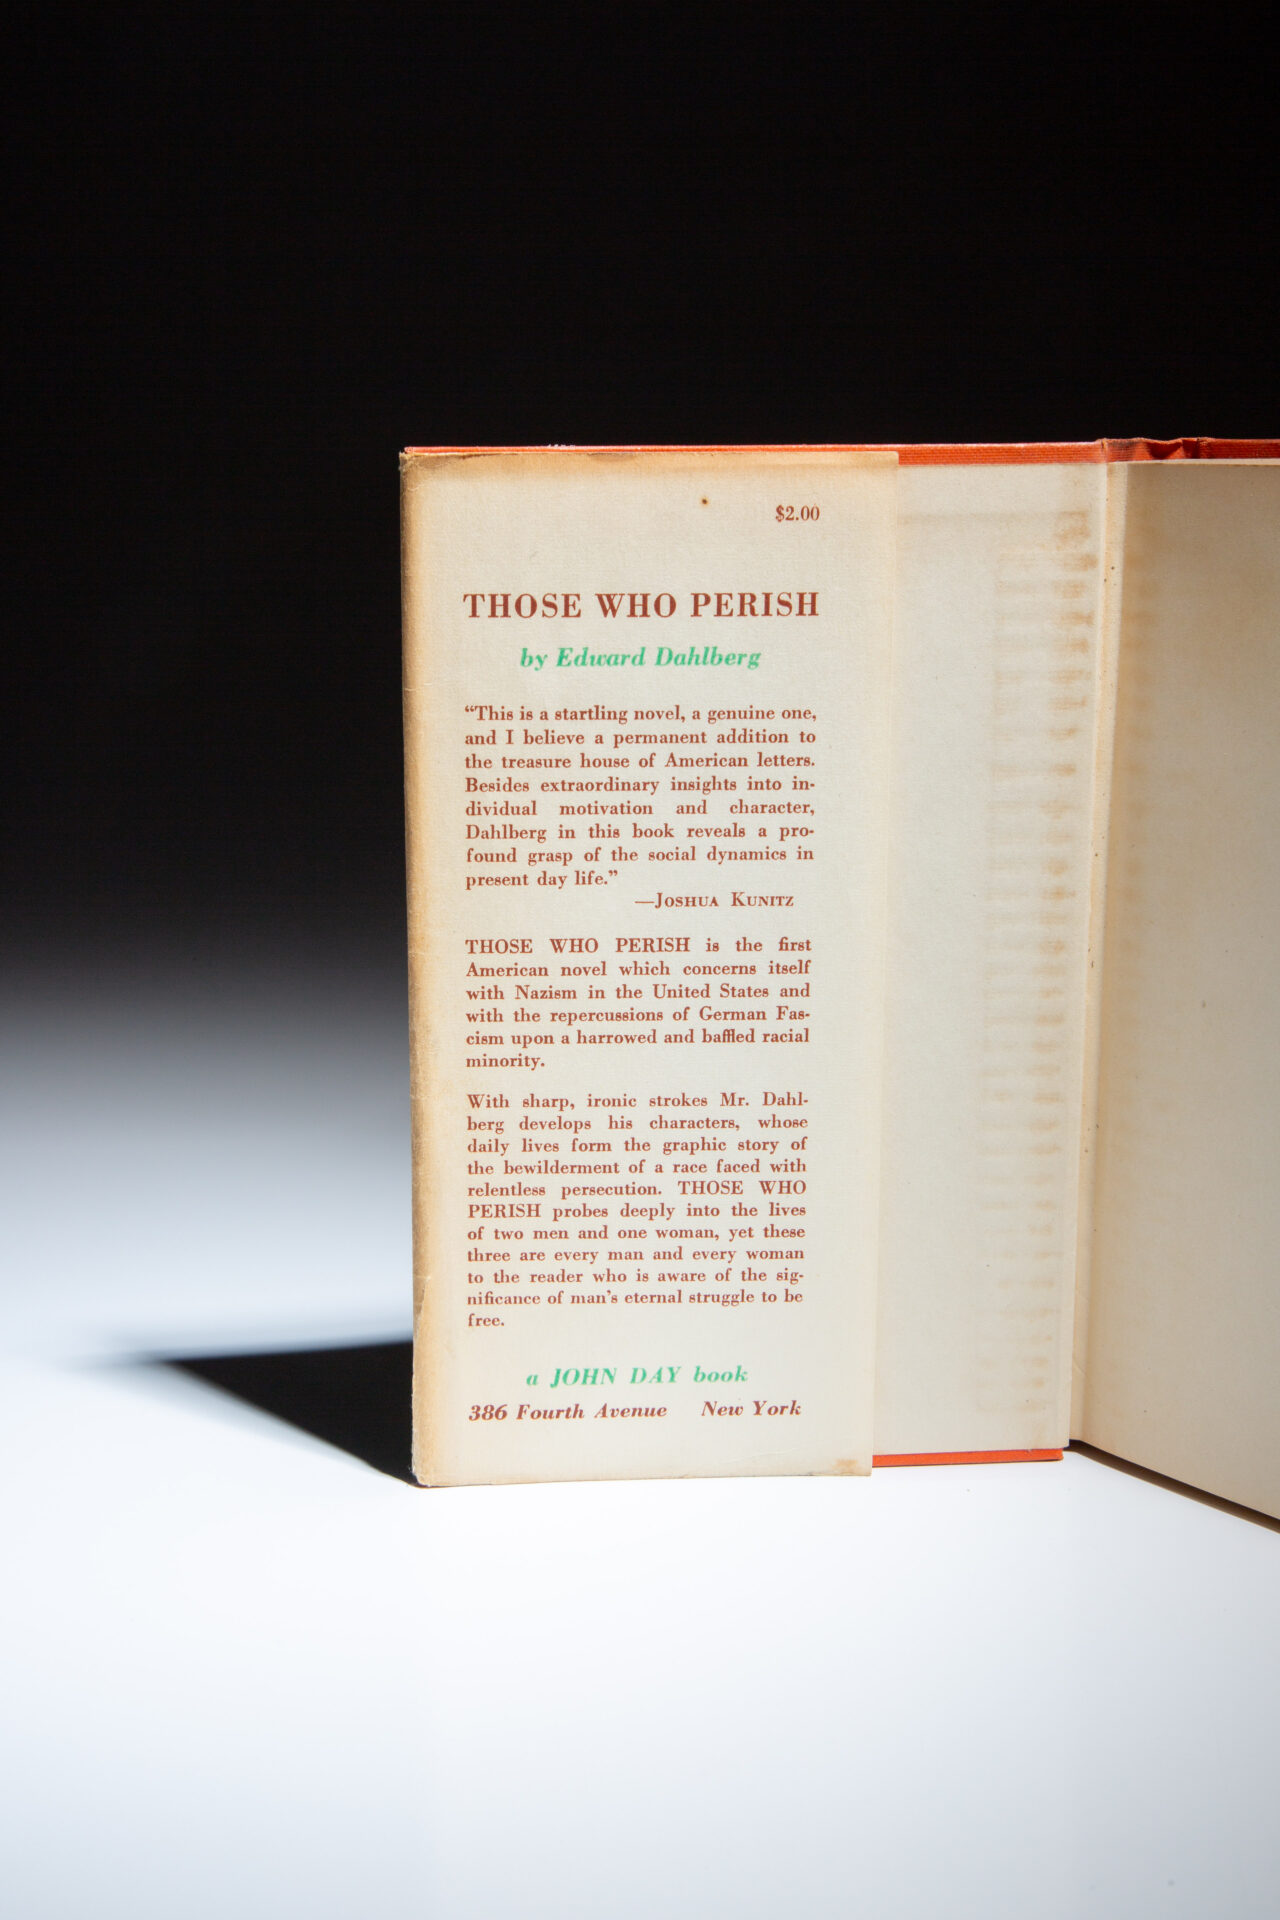 $2.00
THOSE WHO PERISH
by Edward Dahlberg
“This is a startling novel, a genuine one,
and I believe a permanent addition to
the treasure house of American letters.
Besides extraordinary insights into in-
dividual motivation and character,
Dahlberg in this book reveals a pro-
found grasp of the social dynamics in
present day life.”
—Joshua Kunitz
THOSE WHO PERISH is the first
American novel which concerns itself
with Nazism in the United States and
with the repercussions of German Fas-
cism upon a harrowed and baffled racial
minority.
With sharp, ironic strokes Mr. Dahl-
berg develops his characters, whose
daily lives form the graphic story of
the bewilderment of a race faced with
relentless persecution. THOSE WHO
PERISH probes deeply into the lives
of two men and one woman, yet these
three are every man and every woman
to the reader who is aware of the sig-
nificance of man’s eternal struggle to be
free.
a JOHN DAY book
386 Fourth Avenue New York